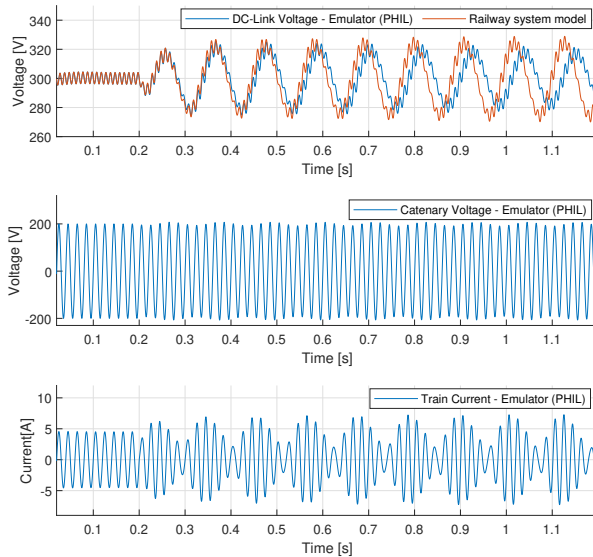 DC-Link Voltage - Emulator (PHIL) Railway system model
Voltage [V]
340
320
300
280
260
0.1 0.2 0.3 0.4 0.5 0.6 0.7 0.8 0.9 1 1.1
Time [s]
Catenary Voltage - Emulator (PHIL)
Voltage [V]
200
0
-200
0.1 0.2 0.3 0.4 0.5 0.6 0.7 0.8 0.9 1 1.1
Time [s]
Train Current - Emulator (PHIL)
Current[A]
10
5
0
-5
0.1 0.2 0.3 0.4 0.5 0.6 0.7 0.8 0.9 1 1.1
Time [s]